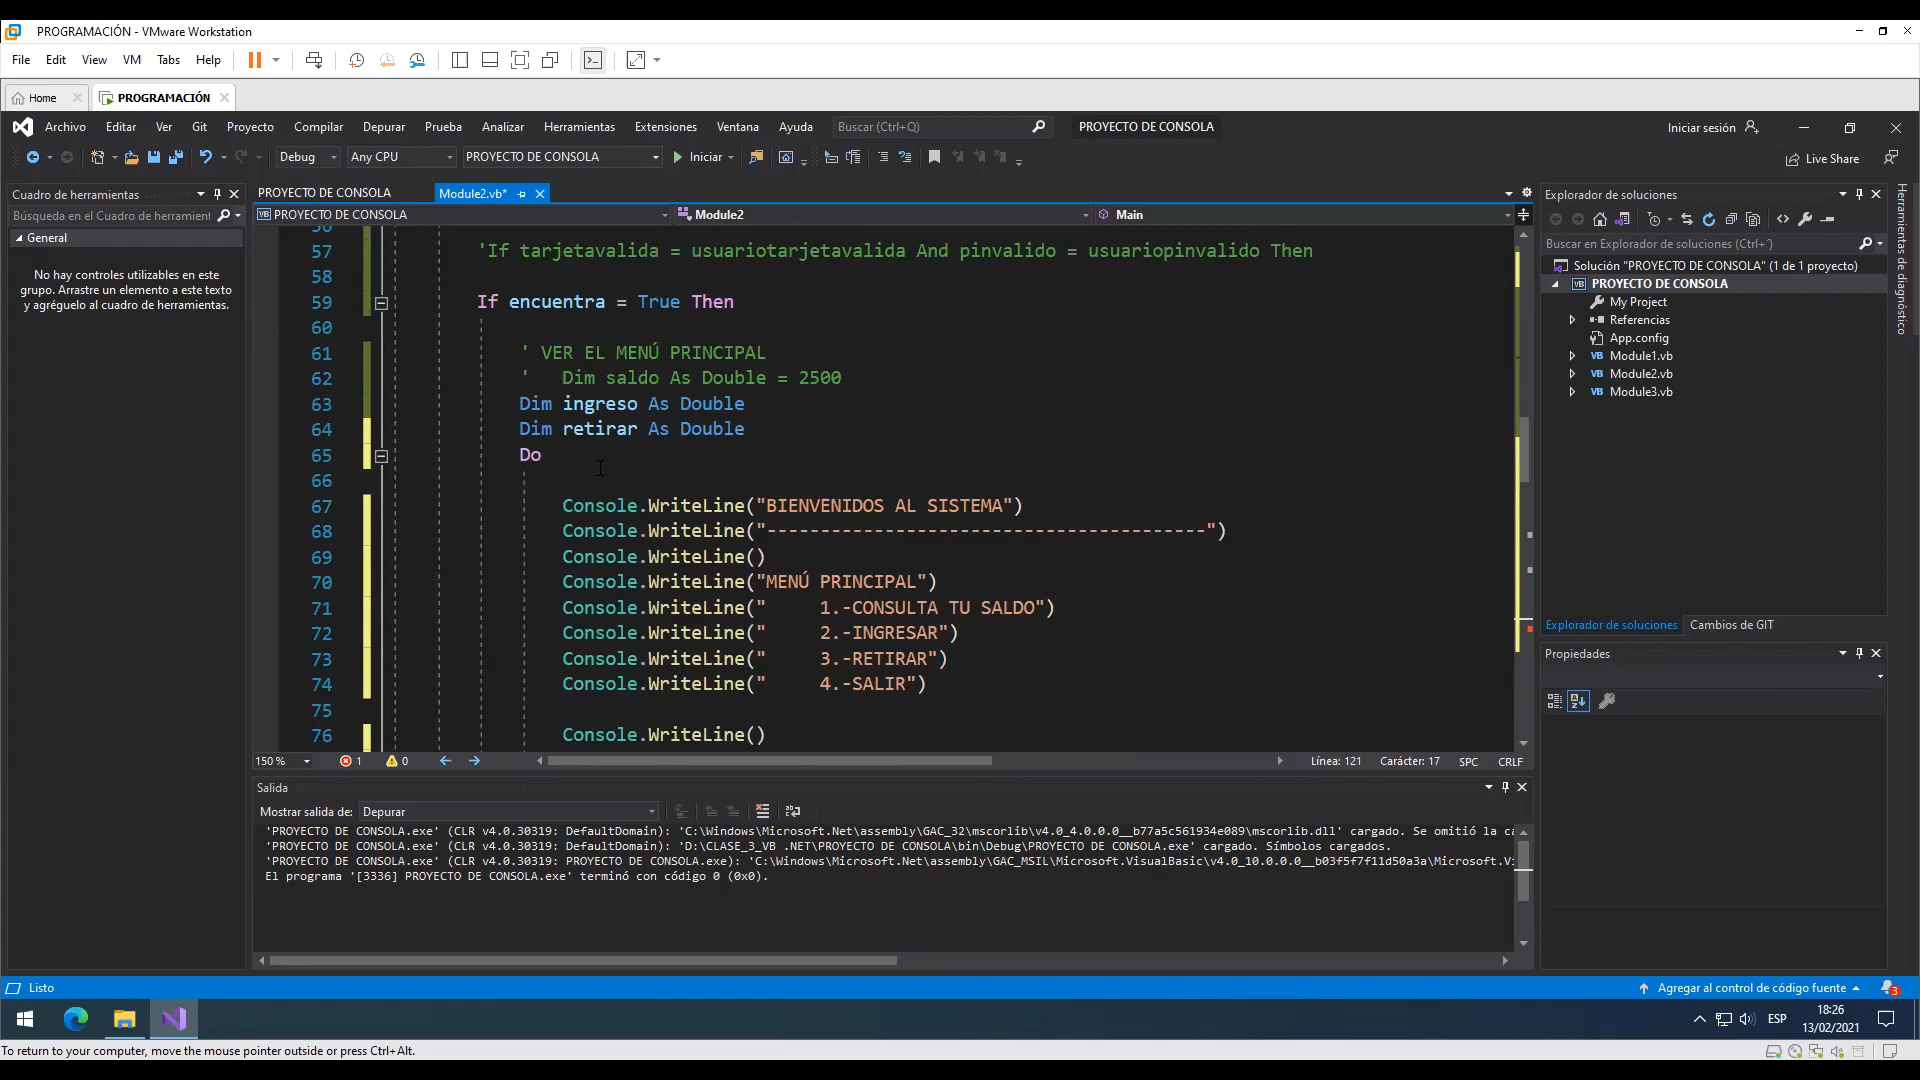 PROGRAMACIÓN - VMware Workstation
File Edit View VM Tabs Help
Home PROGRAMACIÓN
Archivo Editar Ver Git Proyecto Compilar Depurar Prueba Analizar Herramientas Extensiones Ventana Ayuda Buscar (Ctrl+Q) PROYECTO DE CONSOLA Iniciar sesión
Debug Any CPU PROYECTO DE CONSOLA Iniciar Live Share
Cuadro de herramientas
Búsqueda en el Cuadro de herramient
General
No hay controles utilizables en este
grupo. Arrastre un elemento a este texto
y agréguelo al cuadro de herramientas.
PROYECTO DE CONSOLA Module2.vb*
PROYECTO DE CONSOLA Module2 Main
56
57 'If tarjetavalida = usuariotarjetavalida And pinvalido = usuariopinvalido Then
58
59 If encuentra = True Then
60
61 ' VER EL MENÚ PRINCIPAL
62 ' Dim saldo As Double = 2500
63 Dim ingreso As Double
64 Dim retirar As Double
65 Do
66
67 Console.WriteLine("BIENVENIDOS AL SISTEMA")
68 Console.WriteLine("-----------------------------------------")
69 Console.WriteLine()
70 Console.WriteLine("MENÚ PRINCIPAL")
71 Console.WriteLine("     1.-CONSULTA TU SALDO")
72 Console.WriteLine("     2.-INGRESAR")
73 Console.WriteLine("     3.-RETIRAR")
74 Console.WriteLine("     4.-SALIR")
75
76 Console.WriteLine()
150 % 1 0 Línea: 121 Carácter: 17 SPC CRLF
Salida
Mostrar salida de: Depurar
'PROYECTO DE CONSOLA.exe' (CLR v4.0.30319: DefaultDomain): 'C:\Windows\Microsoft.Net\assembly\GAC_32\mscorlib\v4.0_4.0.0.0__b77a5c561934e089\mscorlib.dll' cargado. Se omitió la ca
'PROYECTO DE CONSOLA.exe' (CLR v4.0.30319: DefaultDomain): 'D:\CLASE_3_VB .NET\PROYECTO DE CONSOLA\bin\Debug\PROYECTO DE CONSOLA.exe' cargado. Símbolos cargados.
'PROYECTO DE CONSOLA.exe' (CLR v4.0.30319: PROYECTO DE CONSOLA.exe): 'C:\Windows\Microsoft.Net\assembly\GAC_MSIL\Microsoft.VisualBasic\v4.0_10.0.0.0__b03f5f7f11d50a3a\Microsoft.Vi
El programa '[3336] PROYECTO DE CONSOLA.exe' terminó con código 0 (0x0).
Explorador de soluciones
Buscar en Explorador de soluciones (Ctrl+´)
Solución "PROYECTO DE CONSOLA" (1 de 1 proyecto)
VB PROYECTO DE CONSOLA
My Project
Referencias
App.config
VB Module1.vb
VB Module2.vb
VB Module3.vb
Explorador de soluciones Cambios de GIT
Propiedades
Herramientas de diagnóstico
Listo Agregar al control de código fuente 3
ESP 18:26
13/02/2021
To return to your computer, move the mouse pointer outside or press Ctrl+Alt.